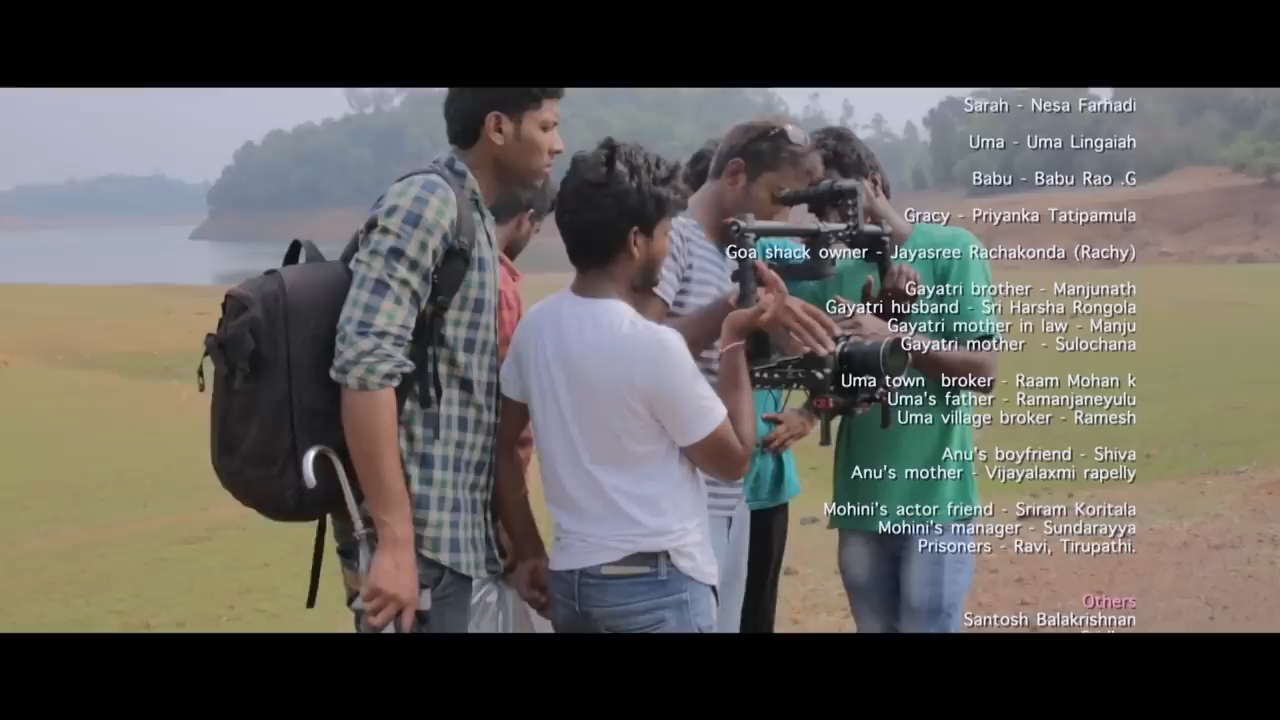 Sarah - Nesa Farhadi
Uma - Uma Lingaiah
Babu - Babu Rao .G
Gracy - Priyanka Tatipamula
Goa shack owner - Jayasree Rachakonda (Rachy)
Gayatri brother - Manjunath
Gayatri husband - Sri Harsha Rongola
Gayatri mother in law - Manju
Gayatri mother - Sulochana
Uma town broker - Raam Mohan k
Uma's father - Ramanjaneyulu
Uma village broker - Ramesh
Anu's boyfriend - Shiva
Anu's mother - Vijayalaxmi rapelly
Mohini's actor friend - Sriram Koritala
Mohini's manager - Sundarayya
Prisoners - Ravi, Tirupathi.
Others
Santosh Balakrishnan